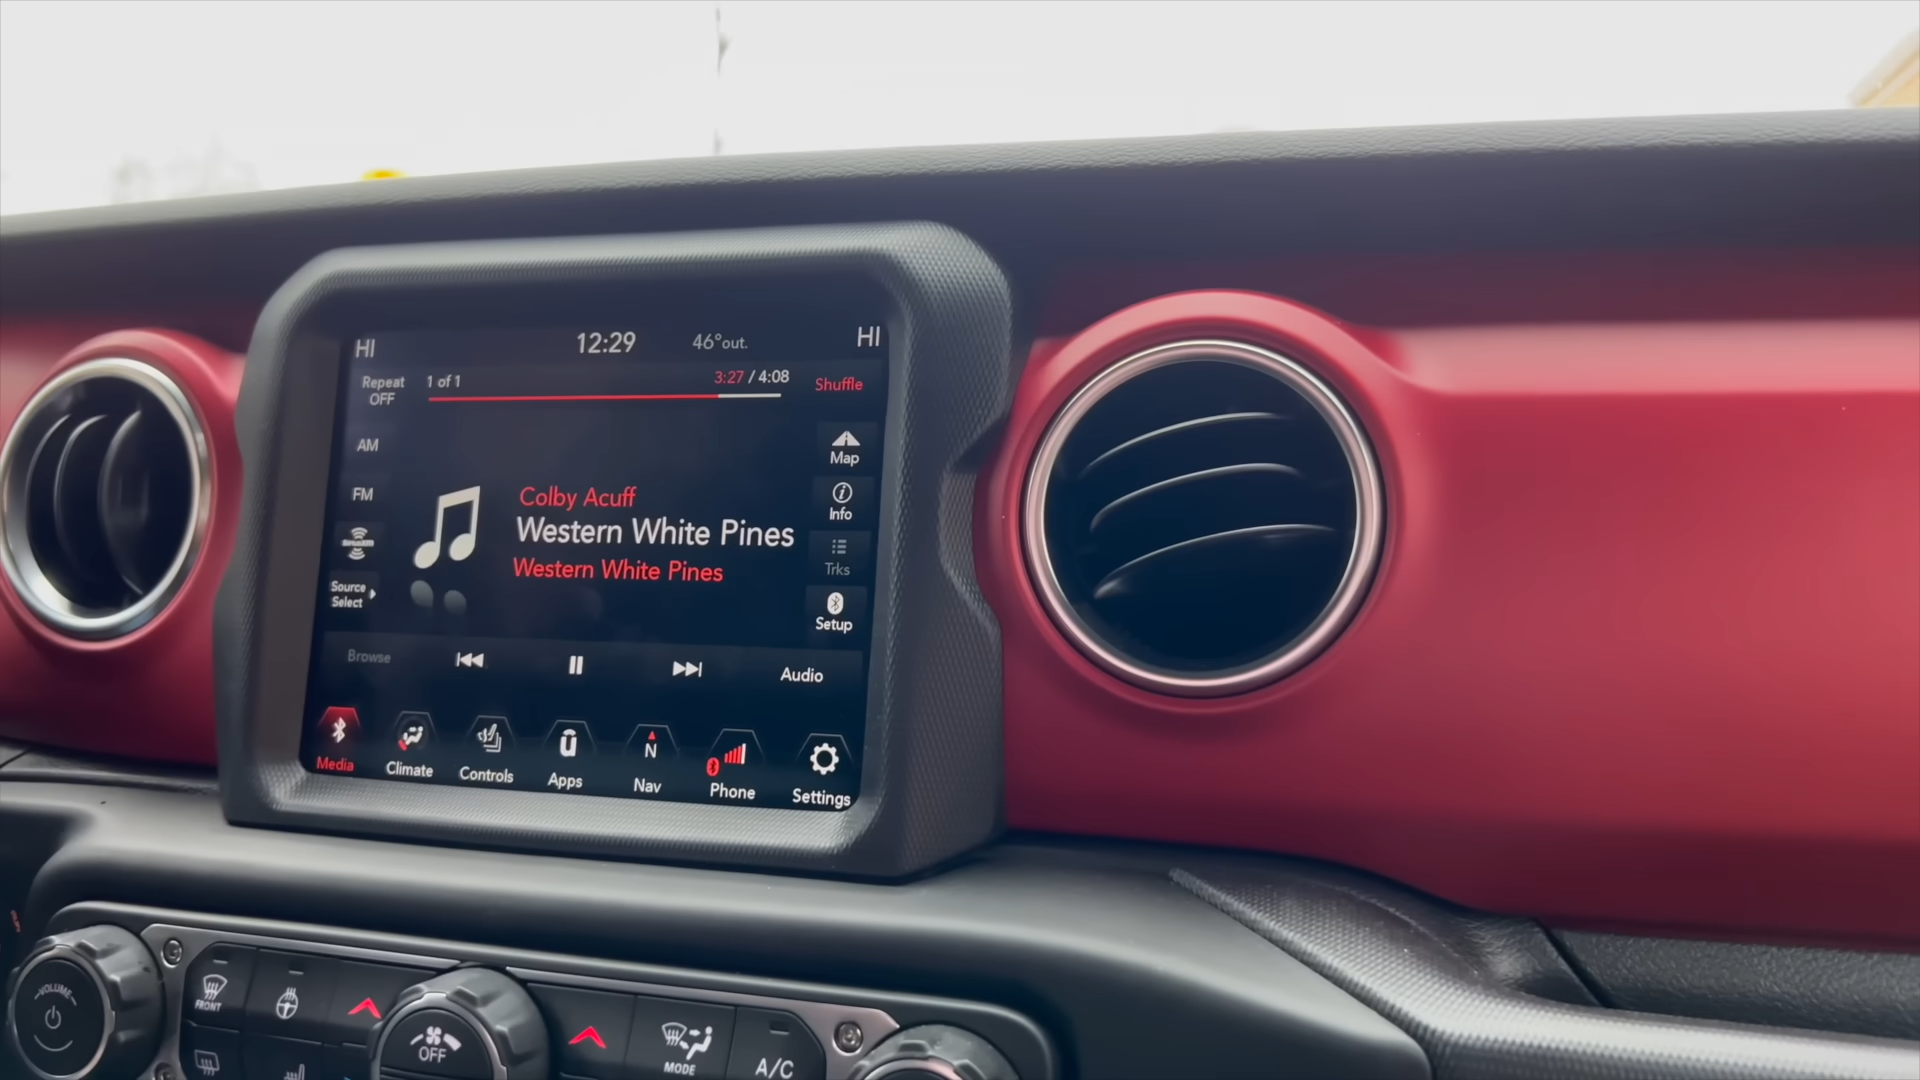 HI
12:29
46°out.
HI
Repeat
OFF
1 of 1
3:27 / 4:08
Shuffle
AM
FM
SiriusXM
Source
Select
Colby Acuff
Western White Pines
Western White Pines
Map
Info
Trks
Setup
Browse
Audio
Media
Climate
Controls
Apps
N
Nav
Phone
Settings
VOLUME
FRONT
OFF
MODE
A/C